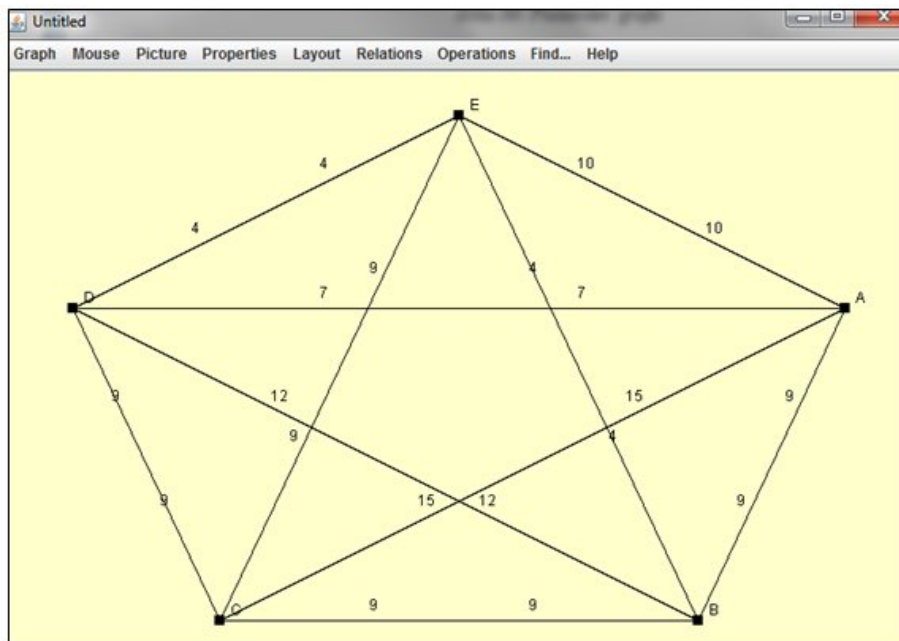 Untitled
Graph Mouse Picture Properties Layout Relations Operations Find... Help
E
4 10
4 10
9 4
D 7 7 A
9 12 15 9
9 4
9 15 12 9
C 9 9 B